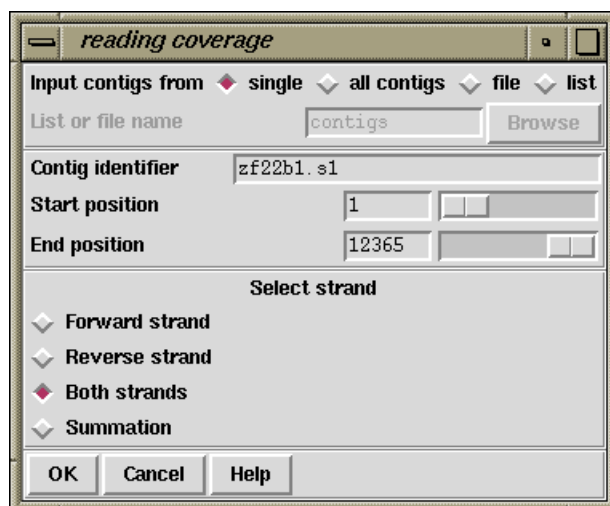 reading coverage
Input contigs from single all contigs file list
List or file name contigs Browse
Contig identifier zf22b1.s1
Start position 1
End position 12365
Select strand
Forward strand
Reverse strand
Both strands
Summation
OK Cancel Help